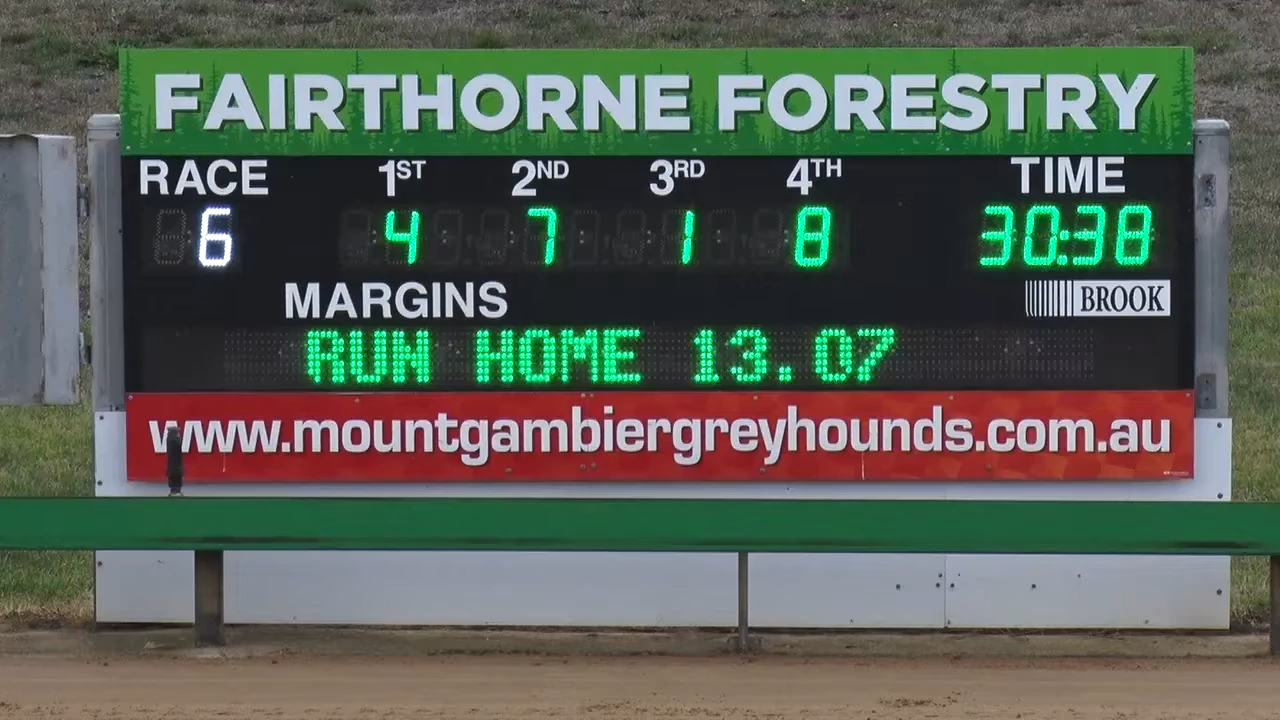 FAIRTHORNE FORESTRY
RACE 1ST 2ND 3RD 4TH TIME
6 4 7 1 8 30:38
MARGINS
BROOK
RUN HOME 13.07
www.mountgambiergreyhounds.com.au